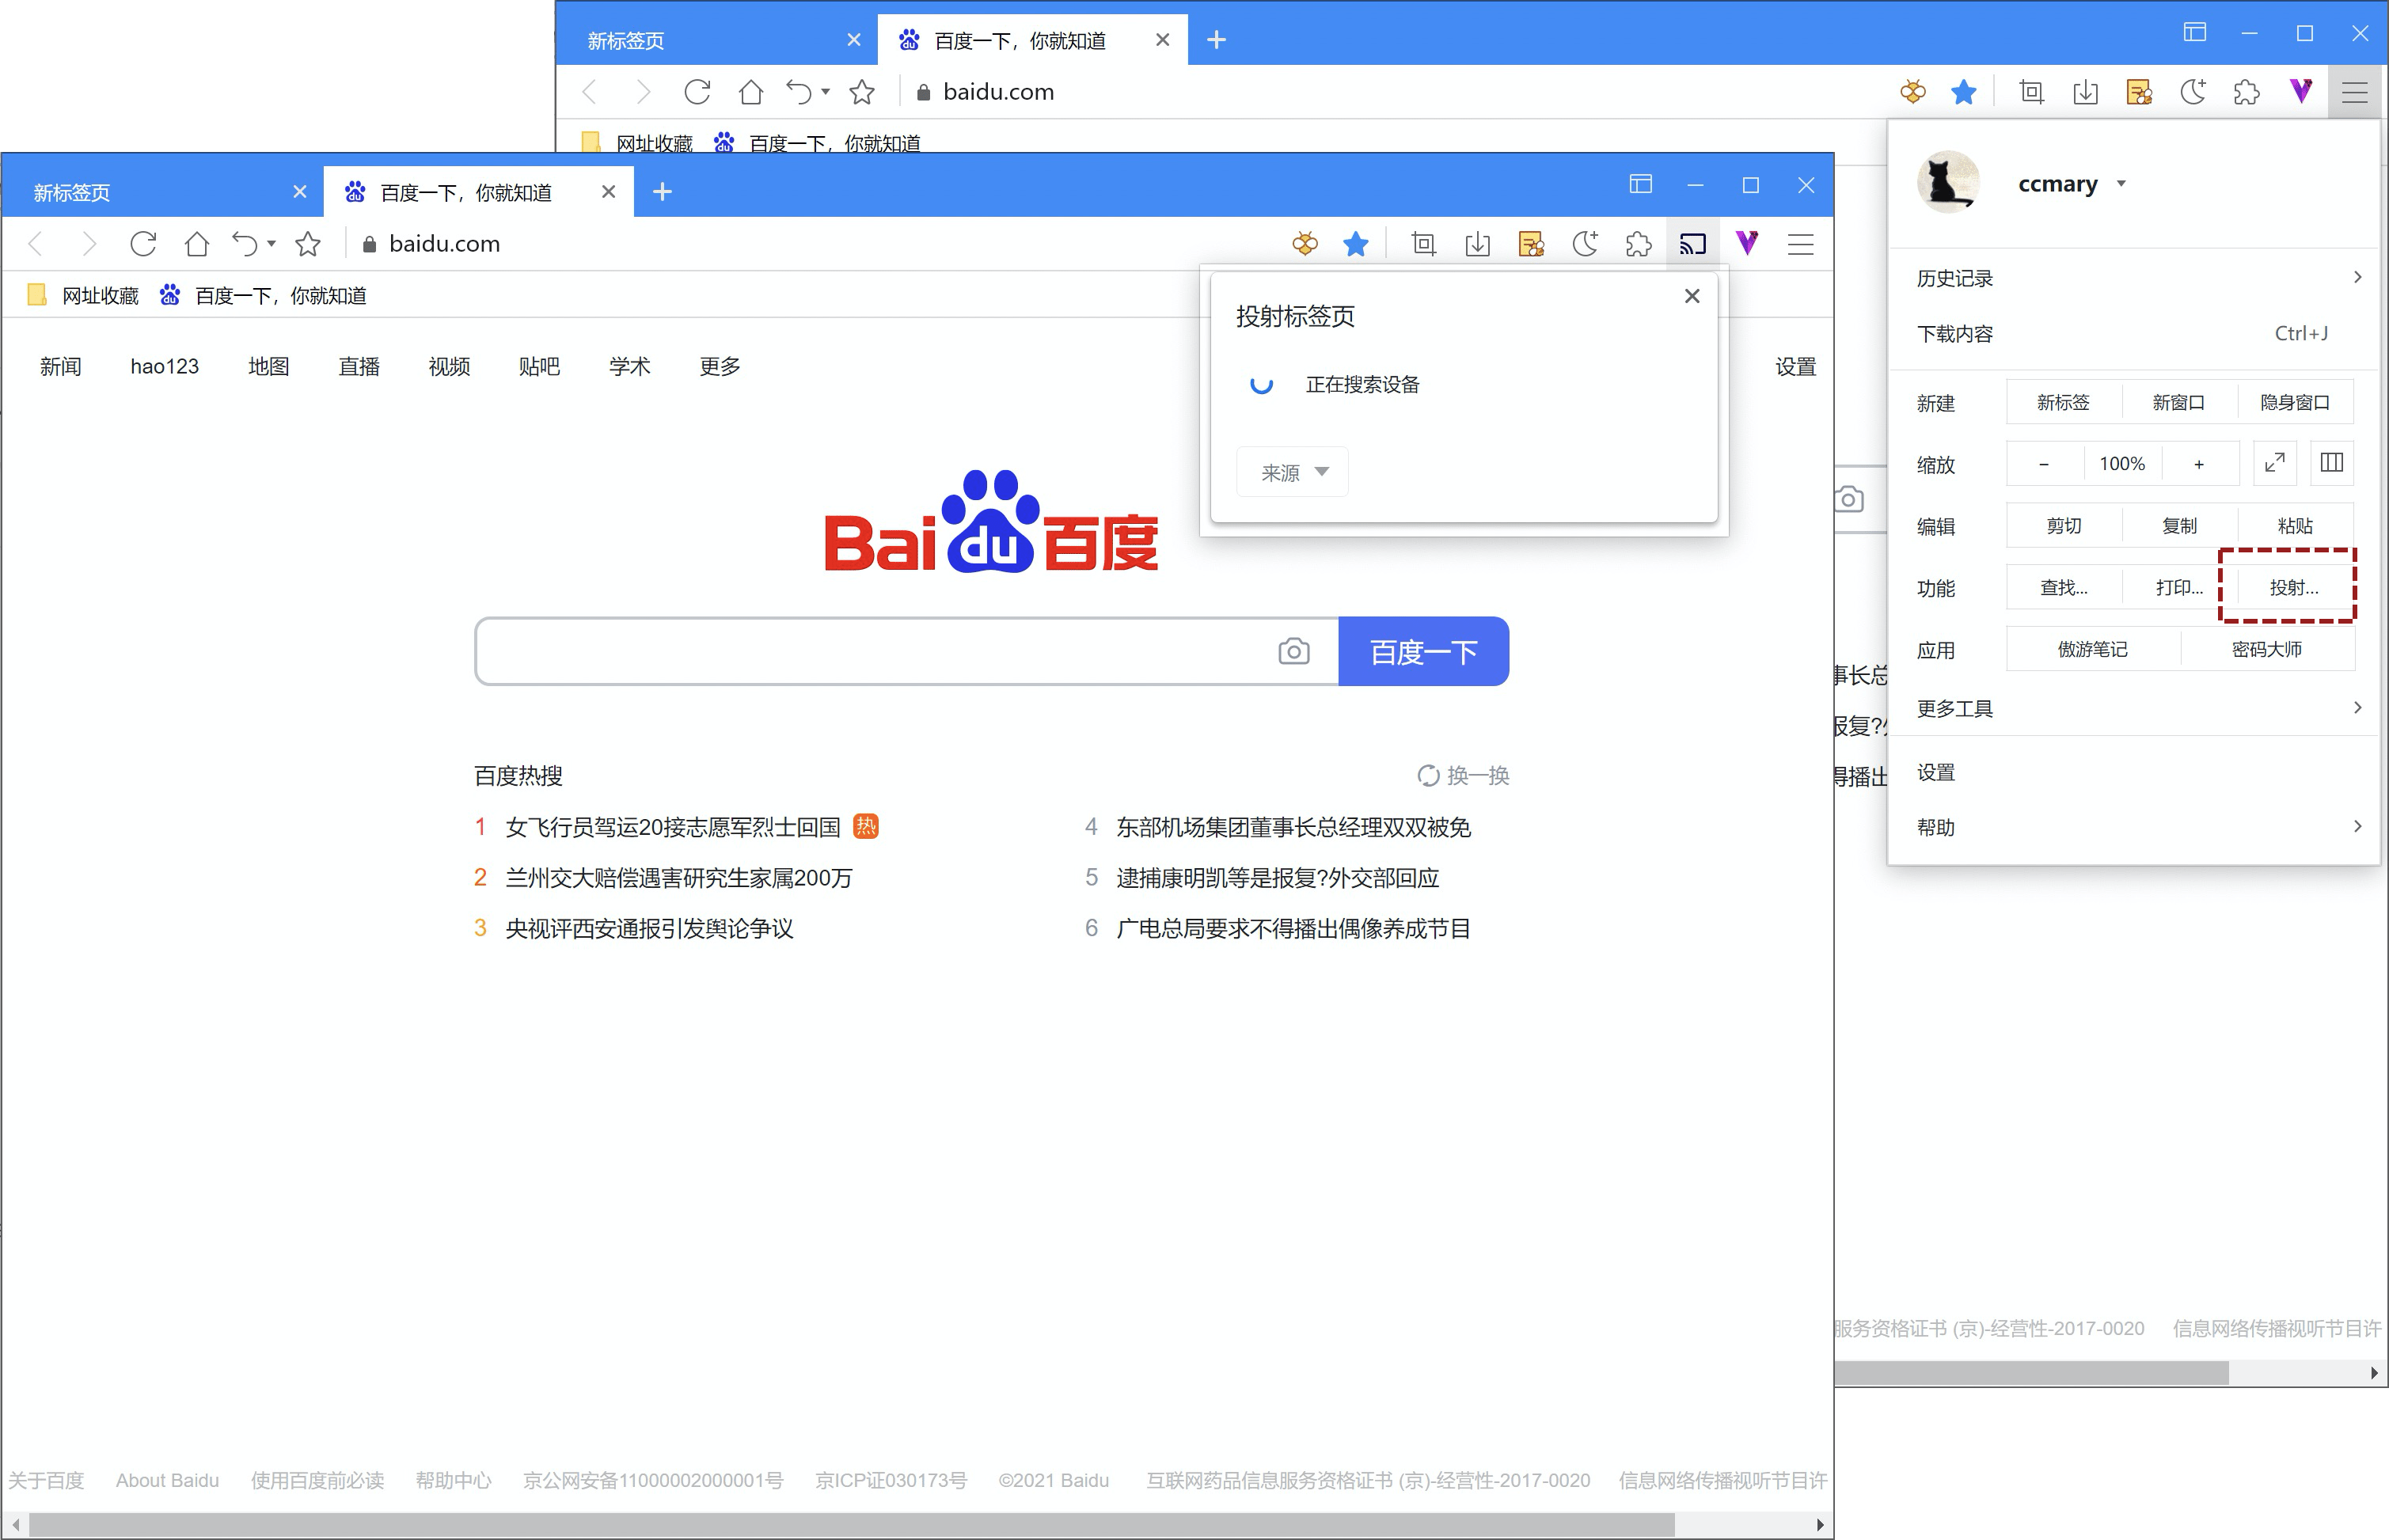 新标签页 百度一下，你就知道
baidu.com
网址收藏 百度一下，你就知道
ccmary
历史记录
下载内容 Ctrl+J
新建 新标签 新窗口 隐身窗口
缩放 − 100% +
编辑 剪切 复制 粘贴
功能 查找... 打印... 投射...
应用 傲游笔记 密码大师
更多工具
设置
帮助
事长总
报复?
得播出
服务资格证书 (京)-经营性-2017-0020 信息网络传播视听节目许
新标签页 百度一下，你就知道
baidu.com
网址收藏 百度一下，你就知道
投射标签页
正在搜索设备
来源
新闻 hao123 地图 直播 视频 贴吧 学术 更多 设置
Bai du 百度
百度一下
百度热搜 换一换
1 女飞行员驾运20接志愿军烈士回国 热
2 兰州交大赔偿遇害研究生家属200万
3 央视评西安通报引发舆论争议
4 东部机场集团董事长总经理双双被免
5 逮捕康明凯等是报复?外交部回应
6 广电总局要求不得播出偶像养成节目
关于百度 About Baidu 使用百度前必读 帮助中心 京公网安备11000002000001号 京ICP证030173号 ©2021 Baidu 互联网药品信息服务资格证书 (京)-经营性-2017-0020 信息网络传播视听节目许